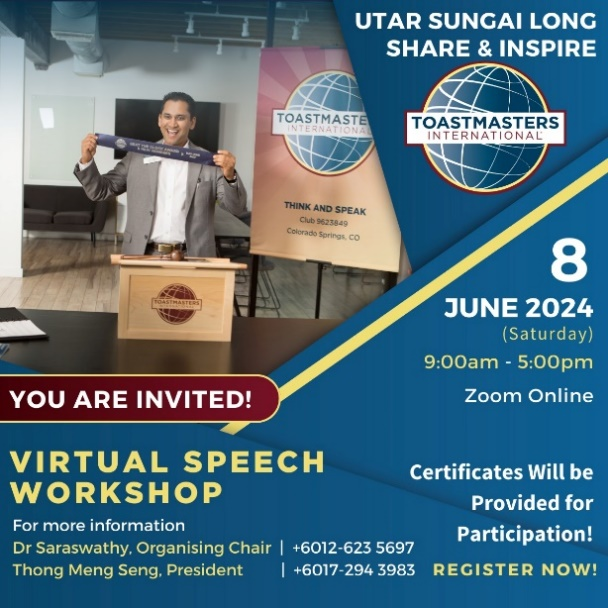 UTAR SUNGAI LONG
SHARE & INSPIRE
TOASTMASTERS
INTERNATIONAL
TOASTMASTE
INTERNATIONAL
THINK AND SPEAK
Club 5623849
Colorado Springs, CO
TOASTMASTERS
8
JUNE 2024
(Saturday)
9:00am - 5:00pm
Zoom Online
YOU ARE INVITED!
VIRTUAL SPEECH
WORKSHOP
For more information
Dr Saraswathy, Organising Chair | +6012-623 5697
Thong Meng Seng, President | +6017-294 3983
Certificates Will be
Provided for
Participation!
REGISTER NOW!